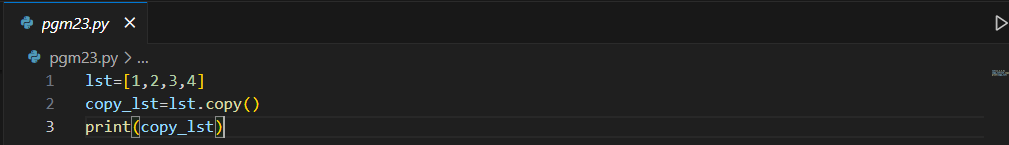 pgm23.py
pgm23.py > ...
1 lst=[1,2,3,4]
2 copy_lst=lst.copy()
3 print(copy_lst)